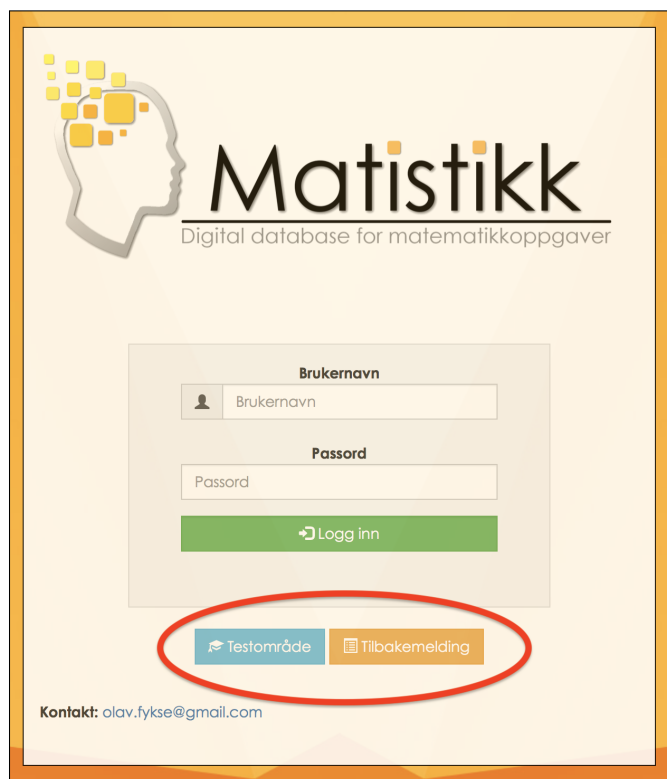 Matistikk
Digital database for matematikkoppgaver
Brukernavn
Brukernavn
Passord
Passord
Logg inn
Testområde Tilbakemelding
Kontakt: olav.fykse@gmail.com